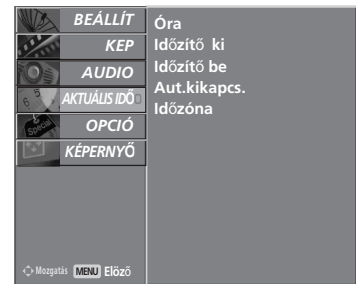 BEÁLLÍT
KEP
AUDIO
AKTUÁLIS IDŐ
OPCIÓ
KÉPERNYŐ
Óra
Időzítő ki
Időzítő be
Aut.kikapcs.
Időzóna
Mozgatás MENU Előző